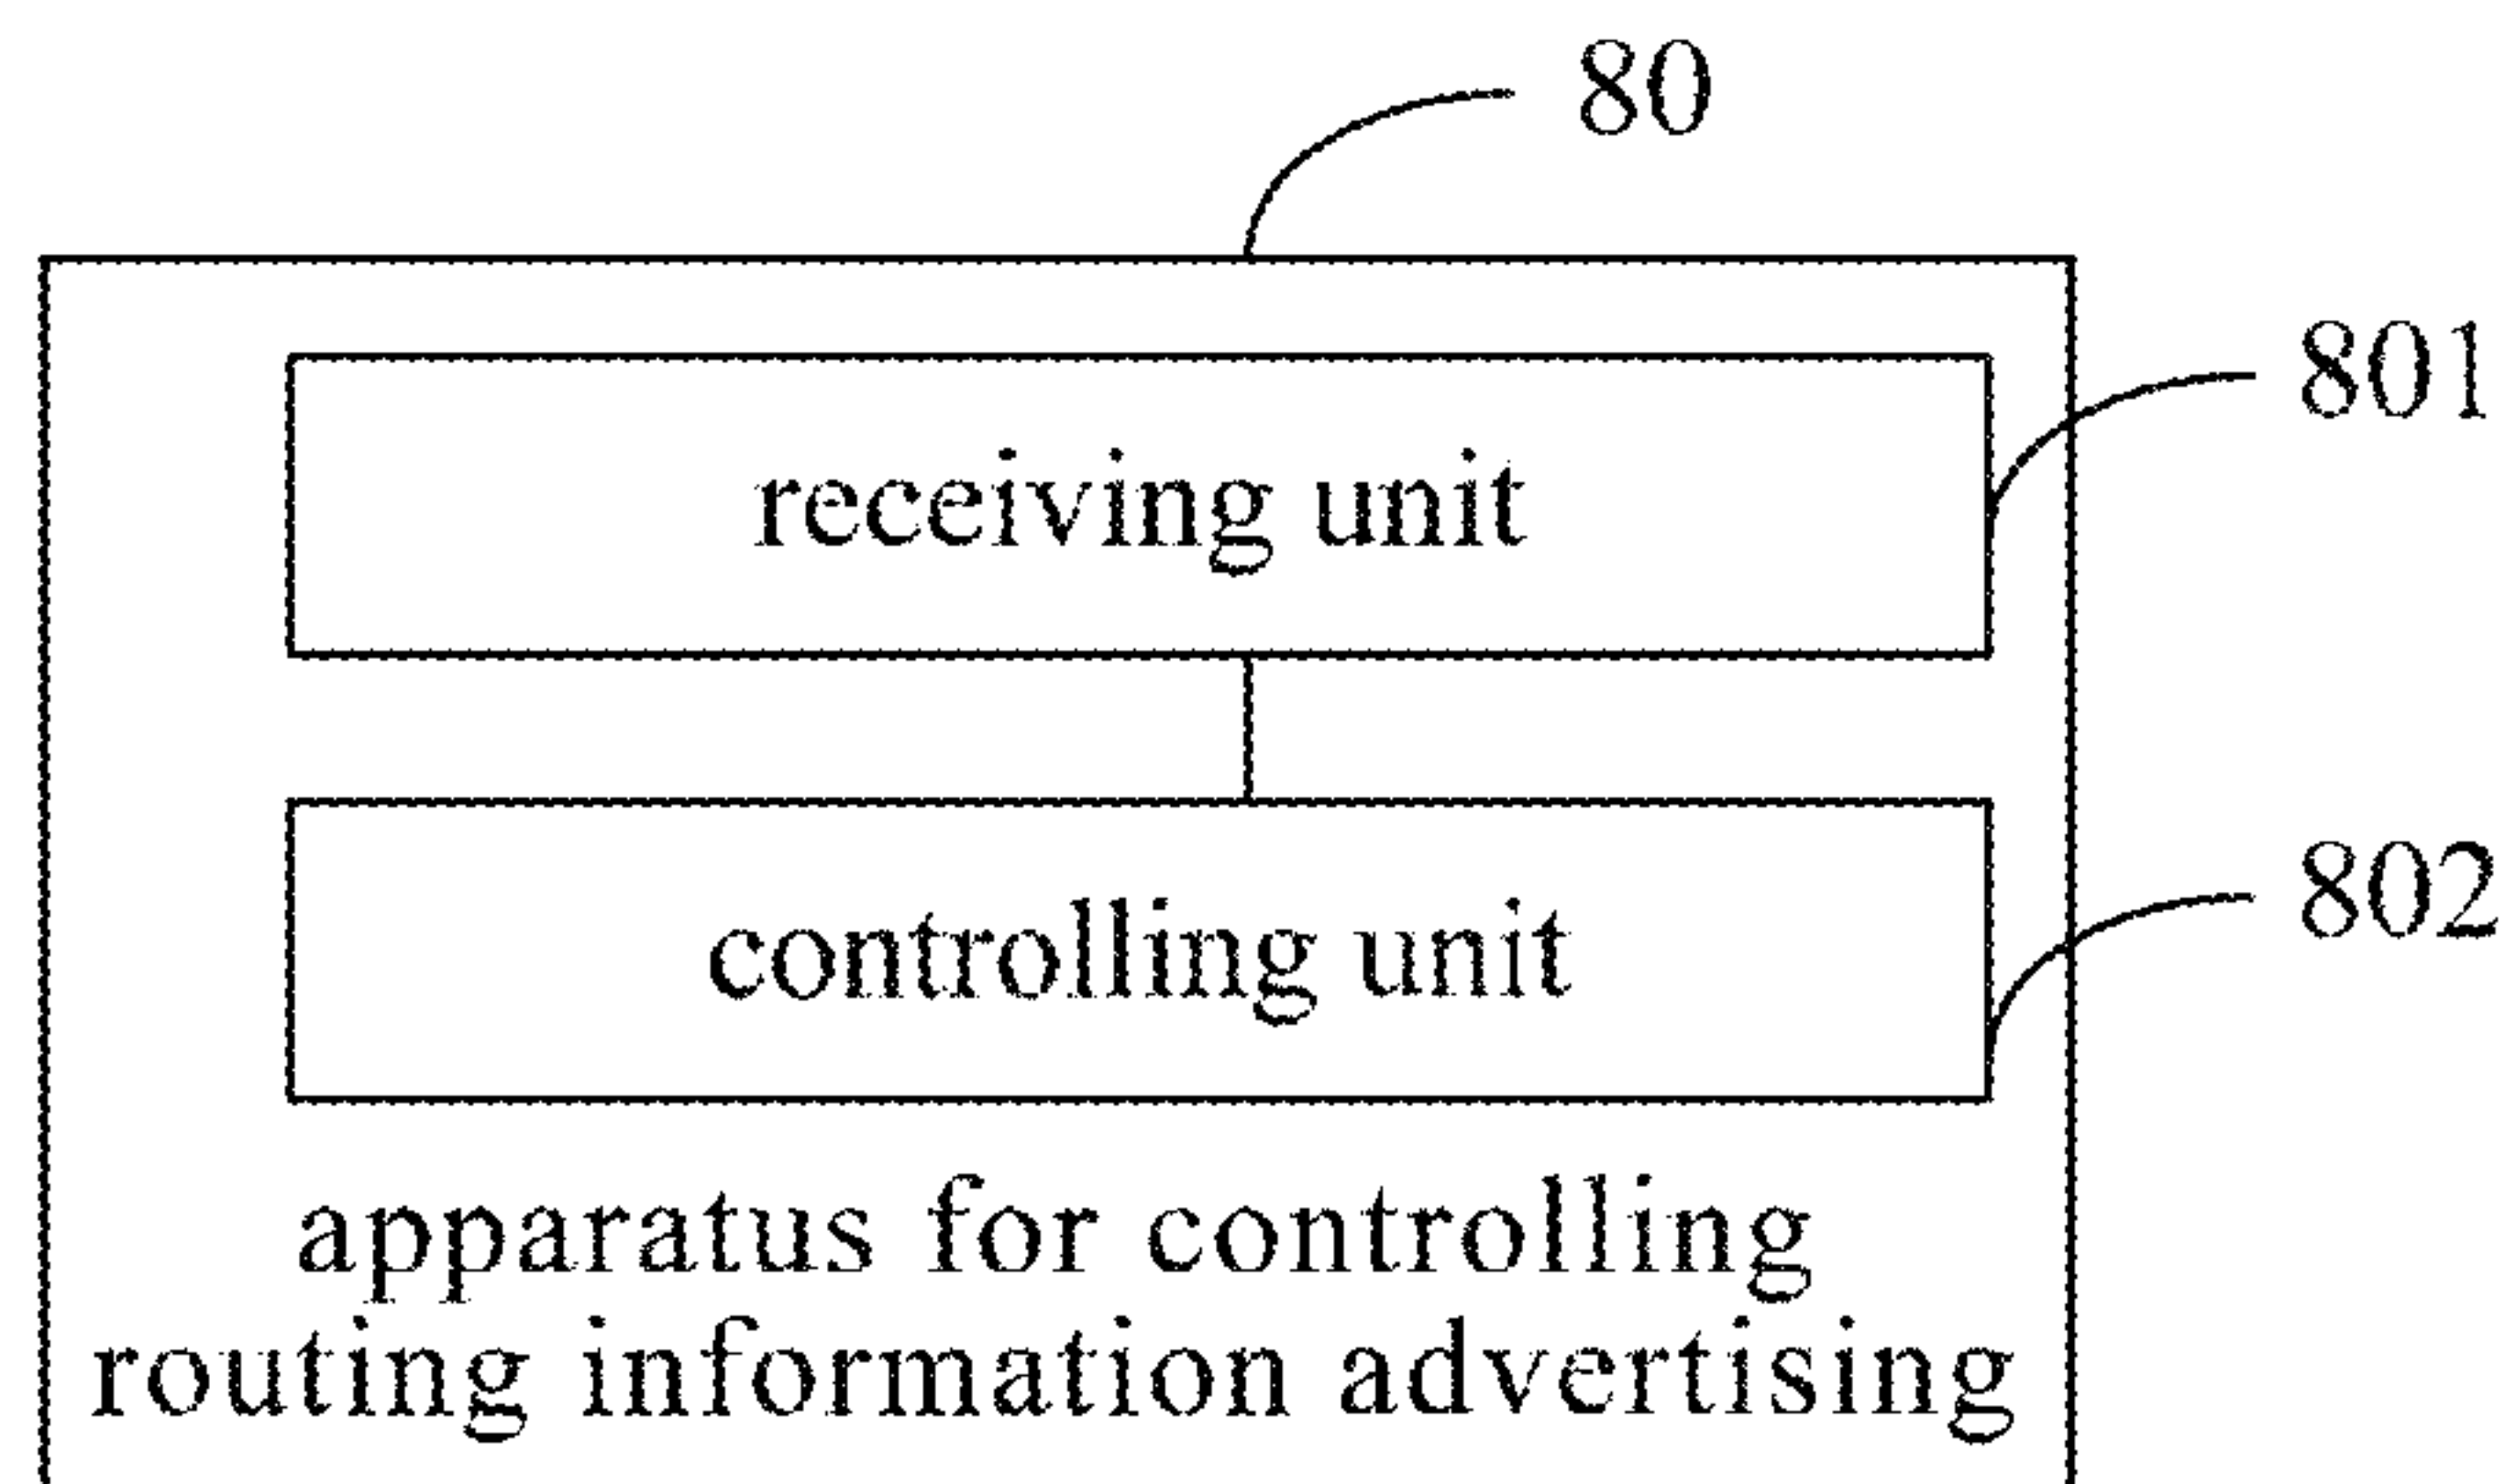 80
801
receiving unit
802
controlling unit
apparatus for controlling
routing information advertising